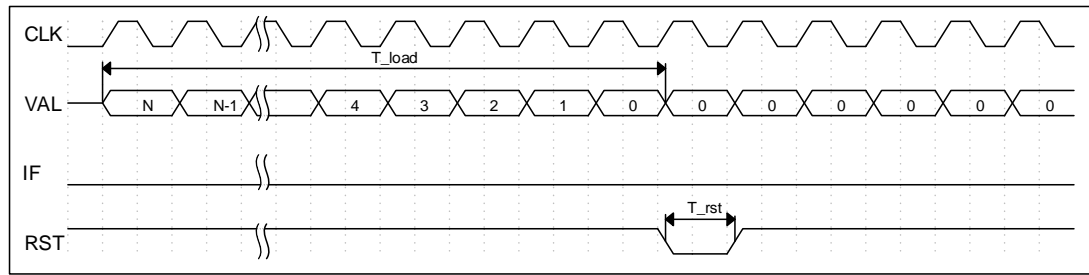 CLK
T_load
VAL N N-1 4 3 2 1 0 0 0 0 0 0 0
IF
T_rst
RST